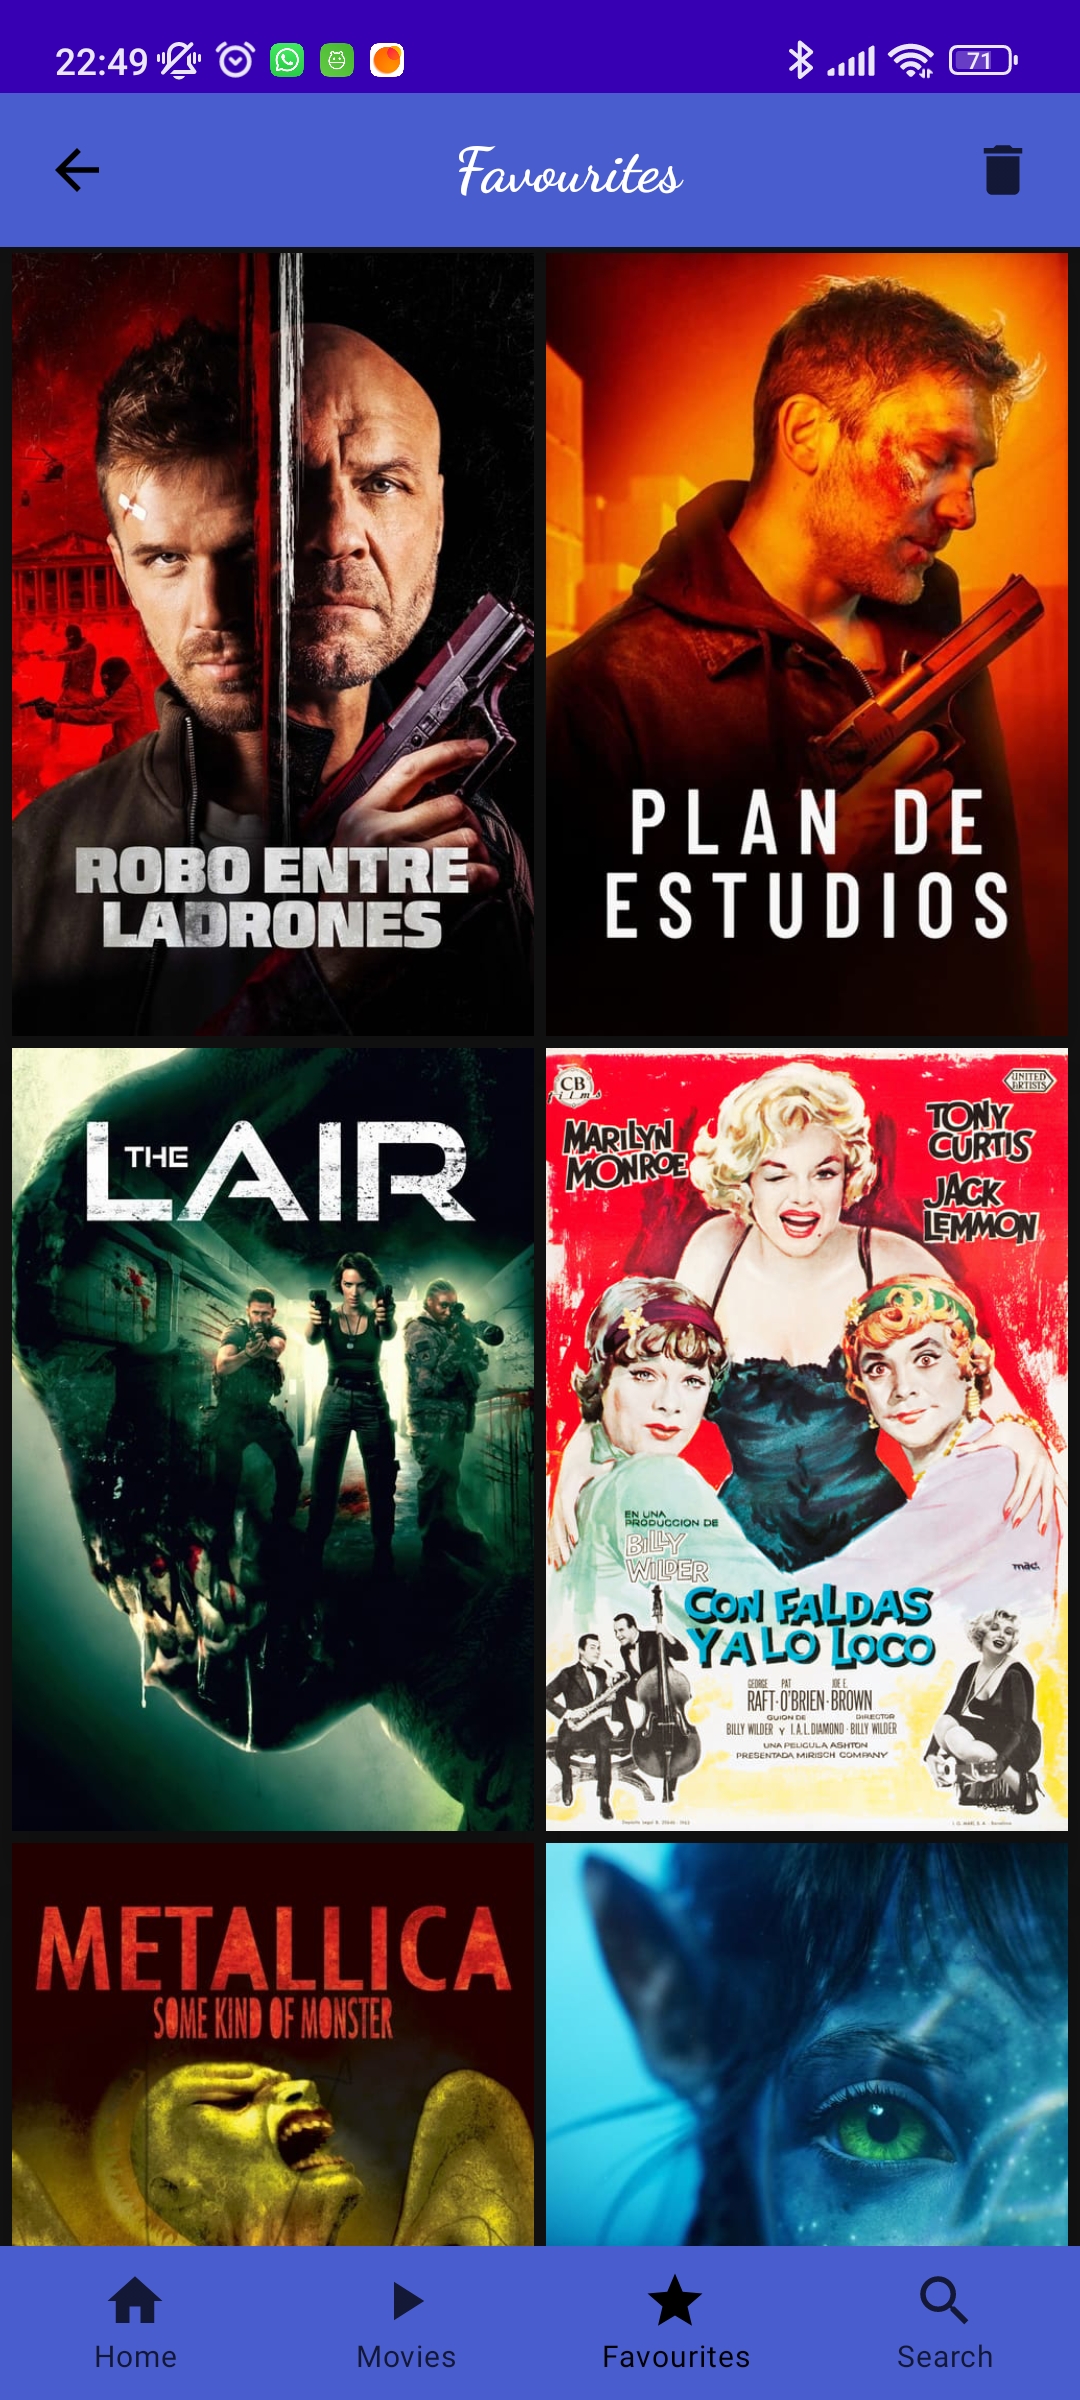 22:49
71
Favourites
ROBO ENTRE
LADRONES
PLAN DE
ESTUDIOS
THE LAIR
CB
films
UNITED
ARTISTS
MARILYN
MONROE
TONY
CURTIS
JACK
LEMMON
EN UNA
PRODUCCION DE
BILLY
WILDER
mac.
CON FALDAS
Y A LO LOCO
GEORGE PAT JOE E.
RAFT · O'BRIEN · BROWN
GUION DE DIRECTOR
BILLY WILDER Y I.A.L. DIAMOND · BILLY WILDER
UNA PELICULA ASHTON
PRESENTADA MIRISCH COMPANY
METALLICA
SOME KIND OF MONSTER
Home
Movies
Favourites
Search